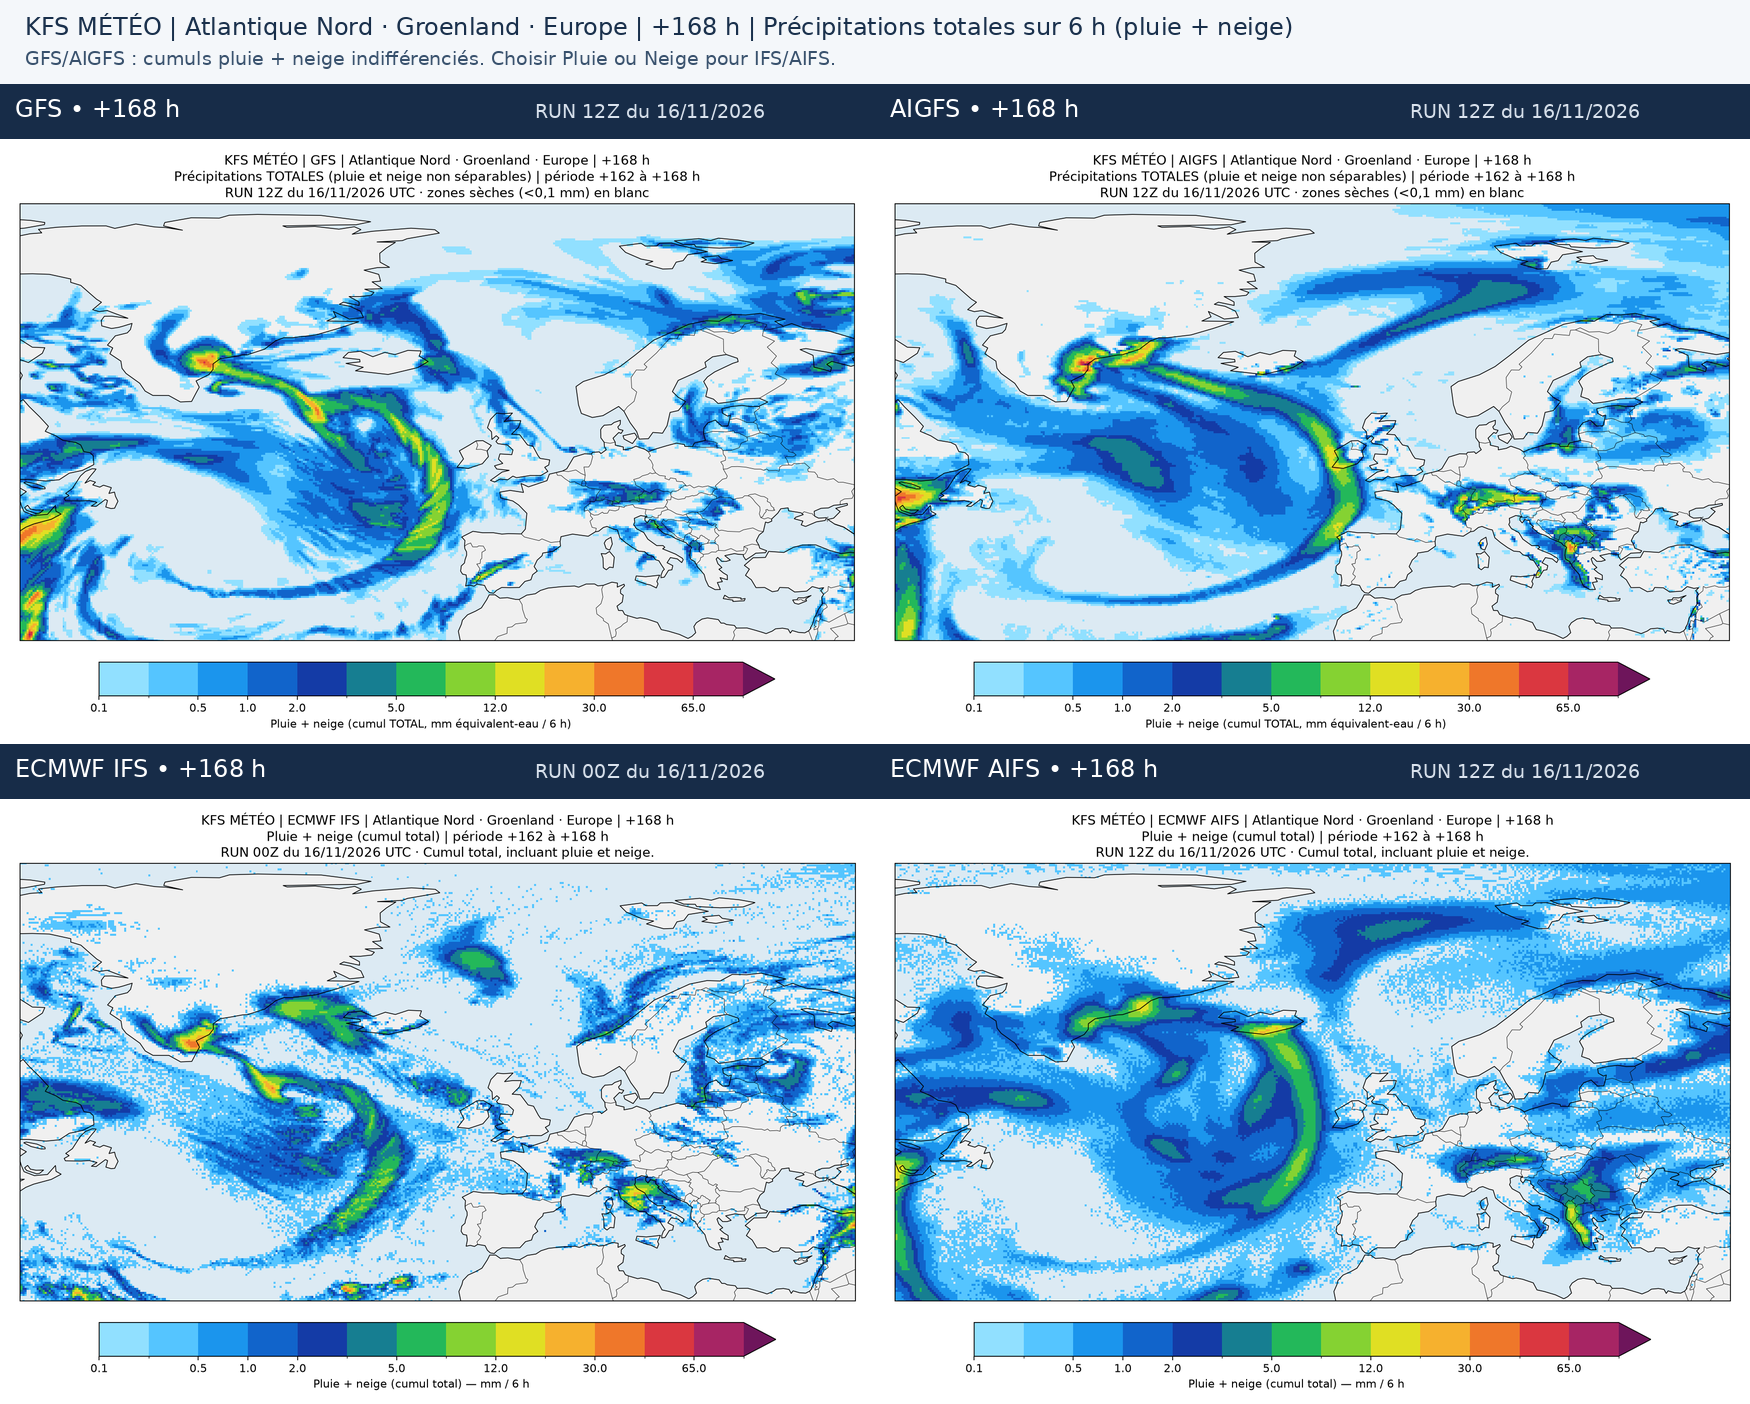 KFS MÉTÉO | Atlantique Nord · Groenland · Europe | +168 h | Précipitations totales sur 6 h (pluie + neige)
GFS/AIGFS : cumuls pluie + neige indifférenciés. Choisir Pluie ou Neige pour IFS/AIFS.
GFS • +168 h
RUN 12Z du 16/11/2026
AIGFS • +168 h
RUN 12Z du 16/11/2026
KFS MÉTÉO | GFS | Atlantique Nord · Groenland · Europe | +168 h
Précipitations TOTALES (pluie et neige non séparables) | période +162 à +168 h
RUN 12Z du 16/11/2026 UTC · zones sèches (<0,1 mm) en blanc
KFS MÉTÉO | AIGFS | Atlantique Nord · Groenland · Europe | +168 h
Précipitations TOTALES (pluie et neige non séparables) | période +162 à +168 h
RUN 12Z du 16/11/2026 UTC · zones sèches (<0,1 mm) en blanc
0.1 0.5 1.0 2.0 5.0 12.0 30.0 65.0
Pluie + neige (cumul TOTAL, mm équivalent-eau / 6 h)
0.1 0.5 1.0 2.0 5.0 12.0 30.0 65.0
Pluie + neige (cumul TOTAL, mm équivalent-eau / 6 h)
ECMWF IFS • +168 h
RUN 00Z du 16/11/2026
ECMWF AIFS • +168 h
RUN 12Z du 16/11/2026
KFS MÉTÉO | ECMWF IFS | Atlantique Nord · Groenland · Europe | +168 h
Pluie + neige (cumul total) | période +162 à +168 h
RUN 00Z du 16/11/2026 UTC · Cumul total, incluant pluie et neige.
KFS MÉTÉO | ECMWF AIFS | Atlantique Nord · Groenland · Europe | +168 h
Pluie + neige (cumul total) | période +162 à +168 h
RUN 12Z du 16/11/2026 UTC · Cumul total, incluant pluie et neige.
0.1 0.5 1.0 2.0 5.0 12.0 30.0 65.0
Pluie + neige (cumul total) — mm / 6 h
0.1 0.5 1.0 2.0 5.0 12.0 30.0 65.0
Pluie + neige (cumul total) — mm / 6 h